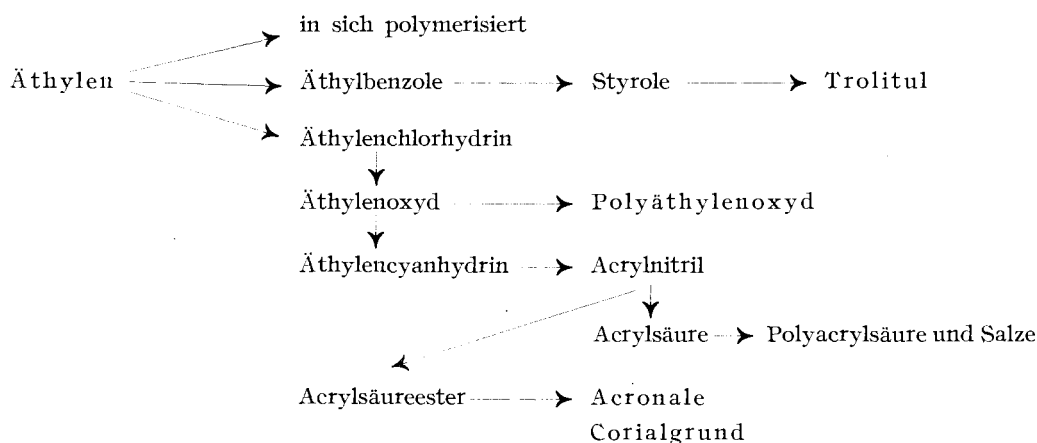 in sich polymerisiert
Äthylen Äthylbenzole Styrole Trolitul
Äthylenchlorhydrin
Äthylenoxyd Polyäthylenoxyd
Äthylencyanhydrin Acrylnitril
Acrylsäure Polyacrylsäure und Salze
Acrylsäureester Acronale
Corialgrund